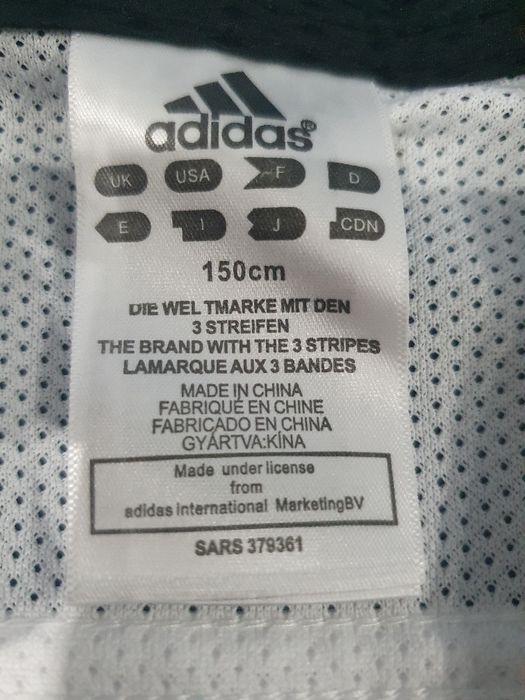 adidas®
UK USA F D
E I J CDN
150cm
DIE WEL TMARKE MIT DEN
3 STREIFEN
THE BRAND WITH THE 3 STRIPES
LAMARQUE AUX 3 BANDES
MADE IN CHINA
FABRIQUÉ EN CHINE
FABRICADO EN CHINA
GYÁRTVA:KÍNA
Made under license
from
adidas International MarketingBV
SARS 379361